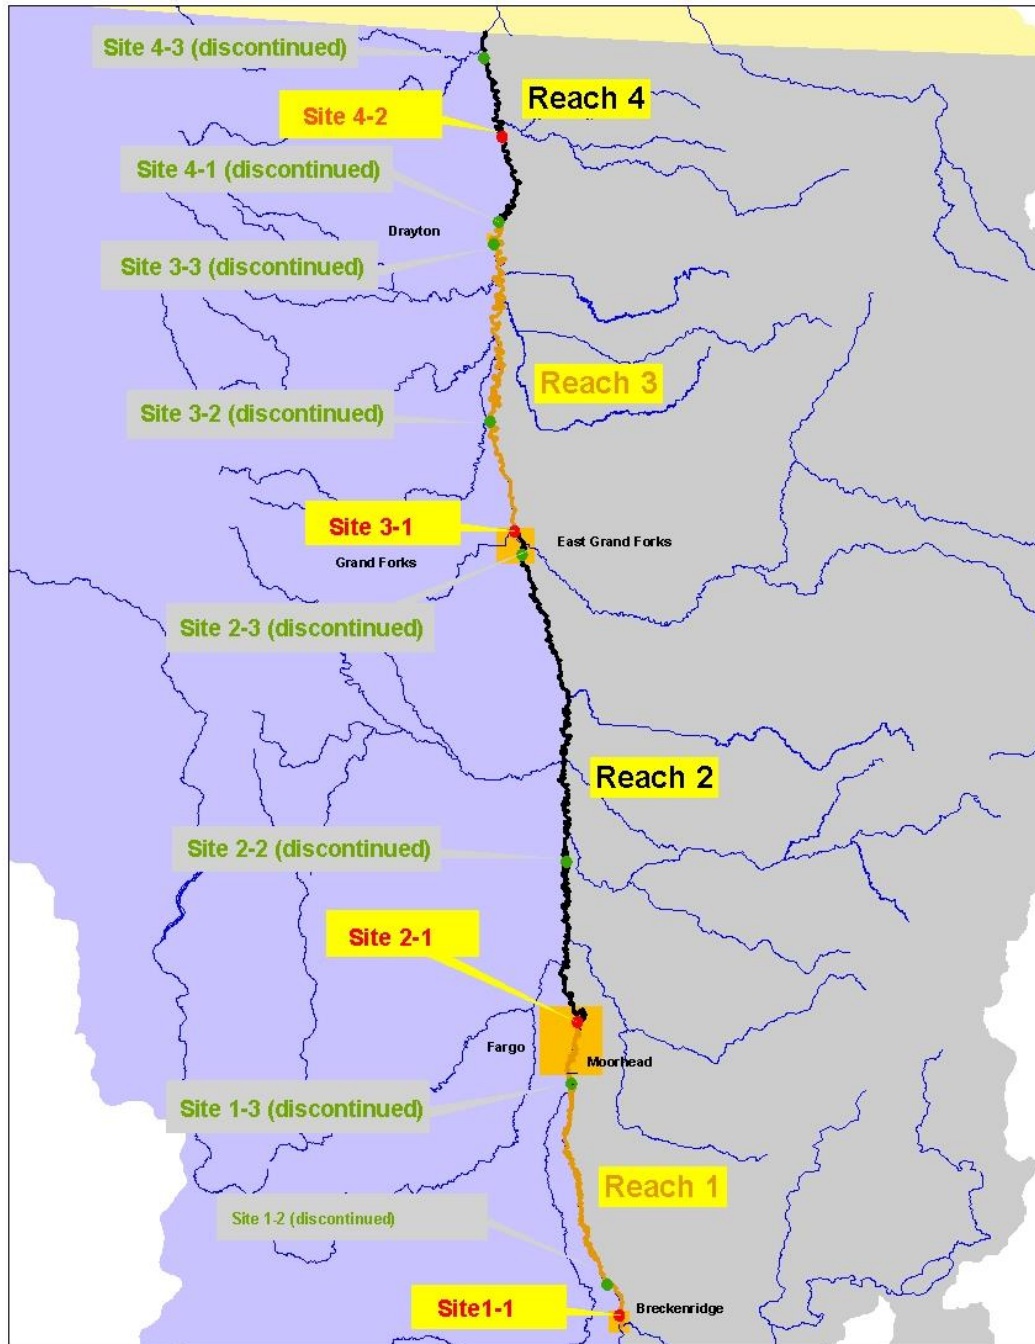 Site 4-3 (discontinued)
Reach 4
Site 4-2
Site 4-1 (discontinued)
Drayton
Site 3-3 (discontinued)
Reach 3
Site 3-2 (discontinued)
Site 3-1
East Grand Forks
Grand Forks
Site 2-3 (discontinued)
Reach 2
Site 2-2 (discontinued)
Site 2-1
Fargo
Moorhead
Site 1-3 (discontinued)
Reach 1
Site 1-2 (discontinued)
Site1-1
Breckenridge